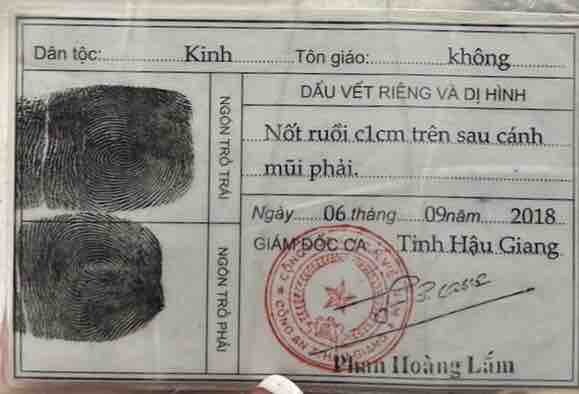 Dân tộc: Kinh Tôn giáo: không
NGÓN TRỎ TRÁI
NGÓN TRỎ PHẢI
DẤU VẾT RIÊNG VÀ DỊ HÌNH
Nốt ruồi c1cm trên sau cánh
mũi phải.
Ngày 06 tháng 09 năm 2018
GIÁM ĐỐC CA Tỉnh Hậu Giang
Phan Hoàng Lắm